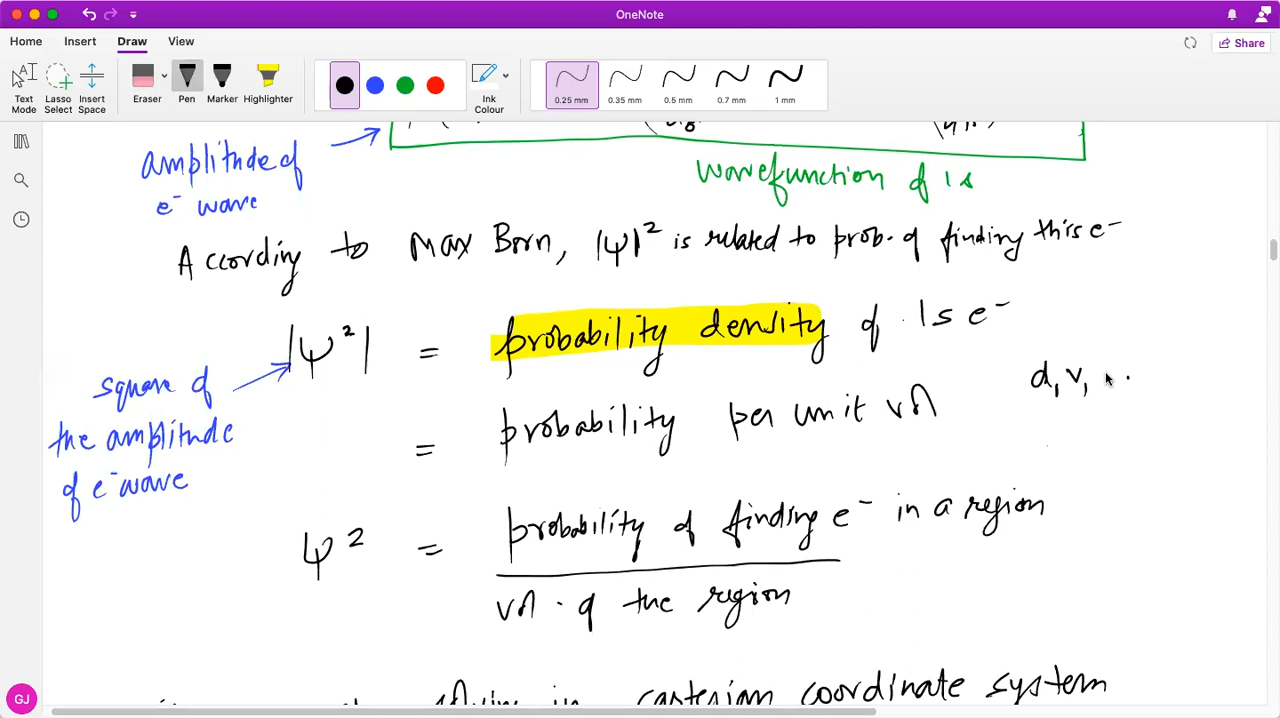 OneNote
Home Insert Draw View
Share
Text Mode
Lasso Select
Insert Space
Eraser
Pen
Marker
Highlighter
Ink Colour
0.25 mm
0.35 mm
0.5 mm
0.7 mm
1 mm
amplitude of
e⁻ wave
wavefunction of 1s
Acording to Max Born, |ψ|² is related to prob. of finding this e⁻
|ψ²| = probability density of 1s e⁻
square of
the amplitude
of e⁻ wave
d, v,
= probability per unit vol
ψ² = probability of finding e⁻ in a region
vol. of the region
in cartesian coordinate system
GJ